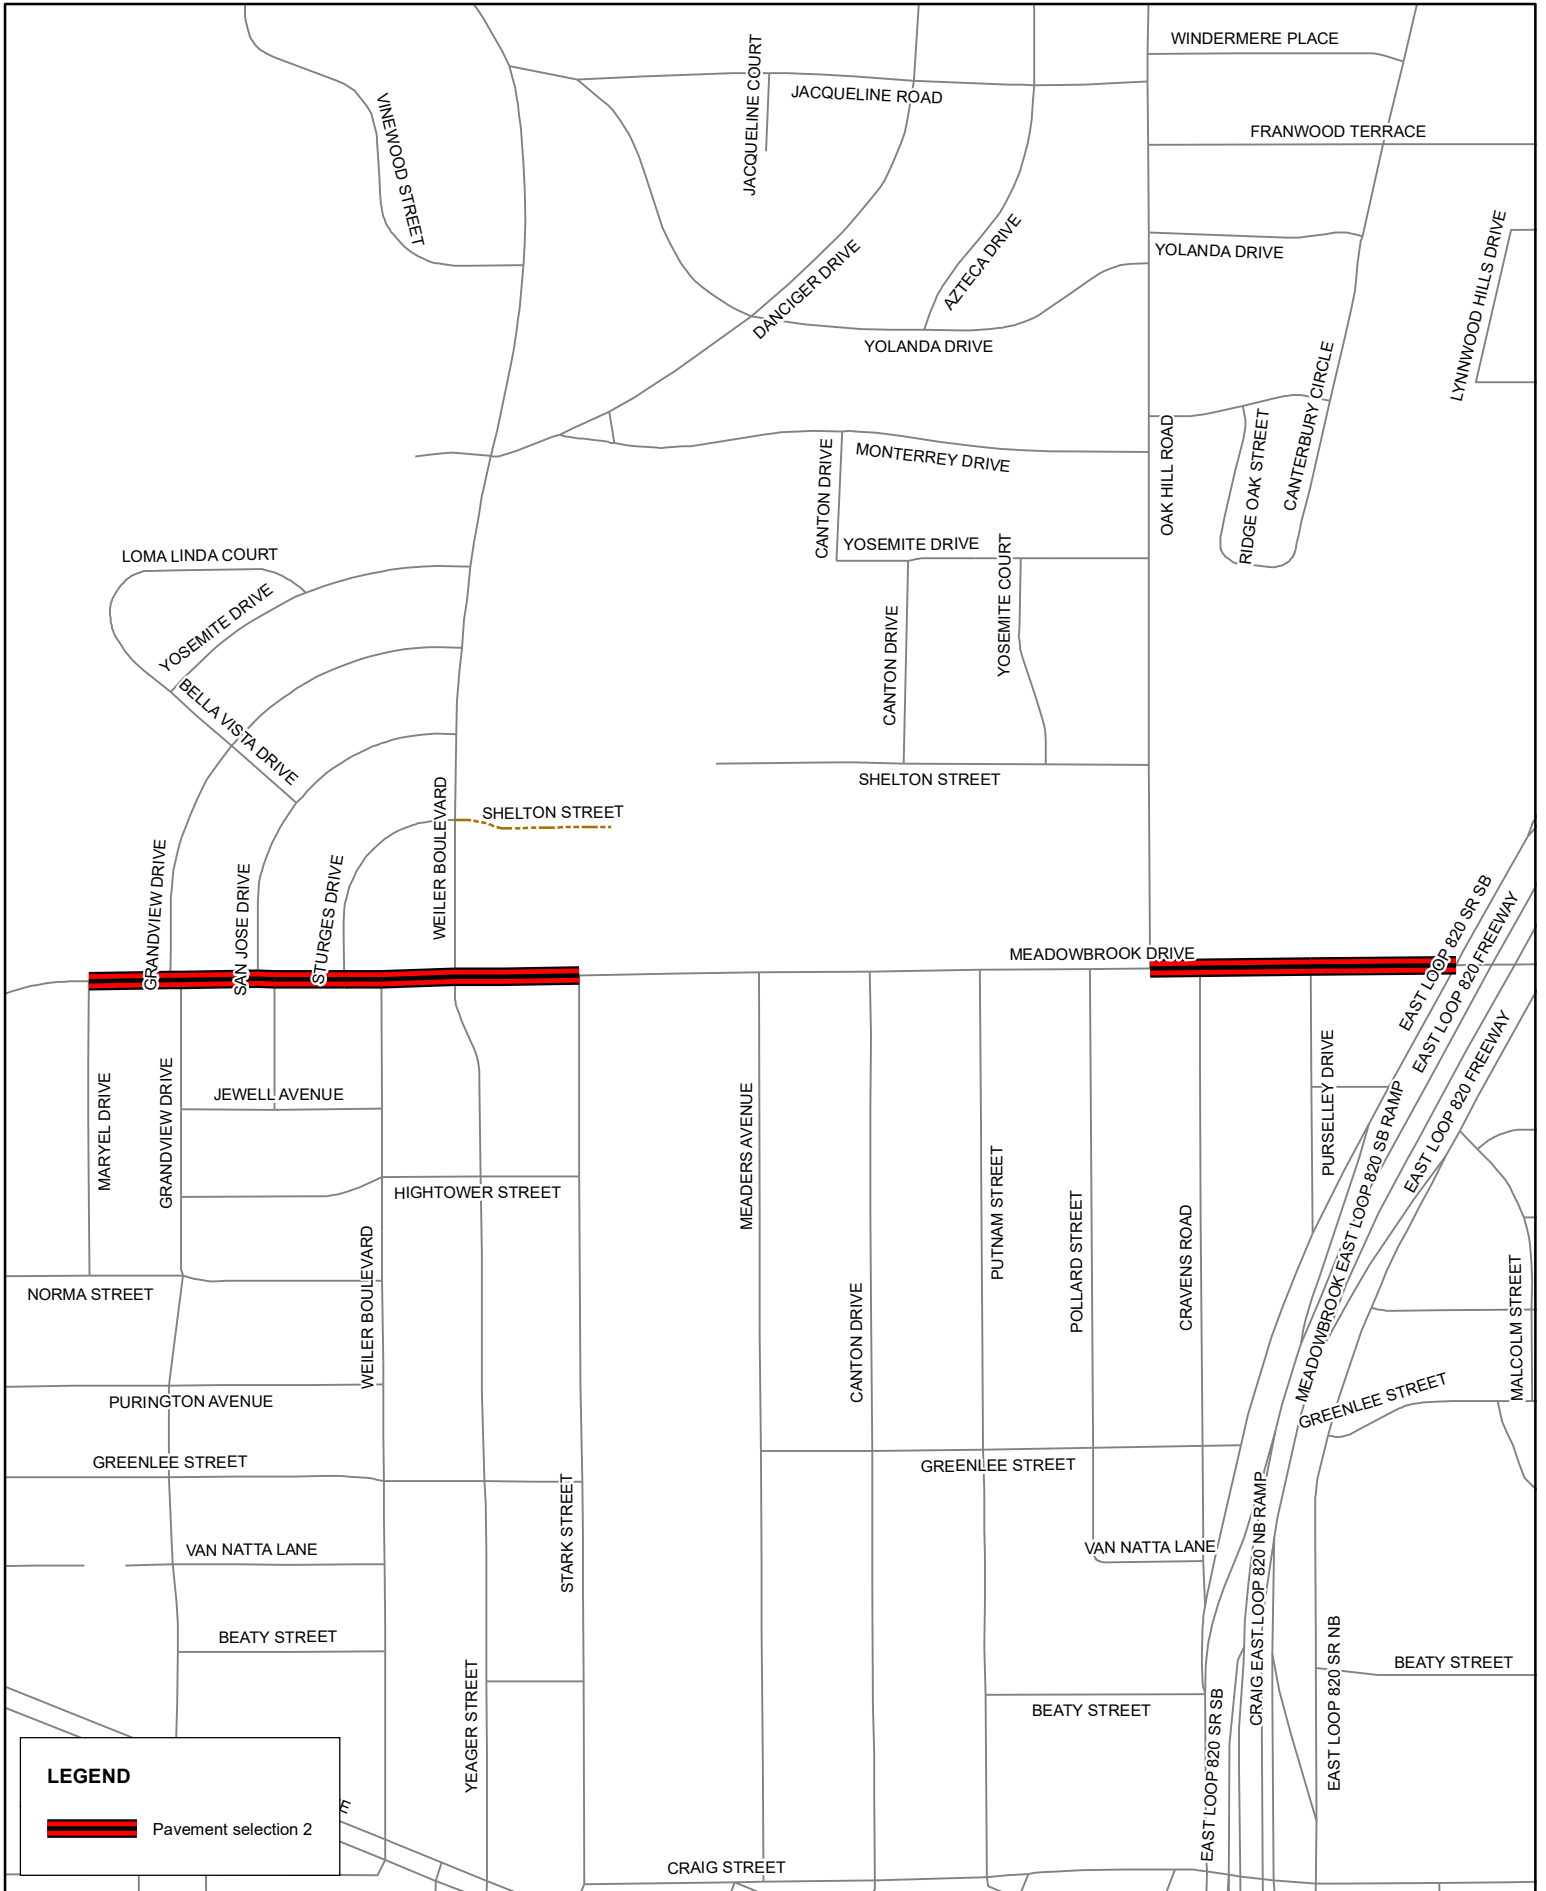 WINDERMERE PLACE
JACQUELINE COURT
JACQUELINE ROAD
VINEWOOD STREET
FRANWOOD TERRACE
DANCIGER DRIVE
AZTECA DRIVE
YOLANDA DRIVE
LYNNWOOD HILLS DRIVE
YOLANDA DRIVE
CANTERBURY CIRCLE
RIDGE OAK STREET
OAK HILL ROAD
MONTERREY DRIVE
CANTON DRIVE
YOSEMITE DRIVE
YOSEMITE COURT
LOMA LINDA COURT
YOSEMITE DRIVE
BELLA VISTA DRIVE
CANTON DRIVE
SHELTON STREET
SHELTON STREET
WEILER BOULEVARD
GRANDVIEW DRIVE
SAN JOSE DRIVE
STURGES DRIVE
MEADOWBROOK DRIVE
EAST LOOP 820 SR SB
EAST LOOP 820 FREEWAY
EAST LOOP 820 FREEWAY
MARYEL DRIVE
GRANDVIEW DRIVE
JEWELL AVENUE
HIGHTOWER STREET
MEADERS AVENUE
PUTNAM STREET
POLLARD STREET
CRAVENS ROAD
PURSELLEY DRIVE
MEADOWBROOK EAST LOOP 820 SB RAMP
NORMA STREET
WEILER BOULEVARD
CANTON DRIVE
MALCOLM STREET
PURINGTON AVENUE
GREENLEE STREET
GREENLEE STREET
GREENLEE STREET
STARK STREET
CRAIG EAST LOOP 820 NB RAMP
VAN NATTA LANE
VAN NATTA LANE
BEATY STREET
BEATY STREET
BEATY STREET
YEAGER STREET
EAST LOOP 820 SR SB
EAST LOOP 820 SR NB
CRAIG STREET
LEGEND
Pavement selection 2